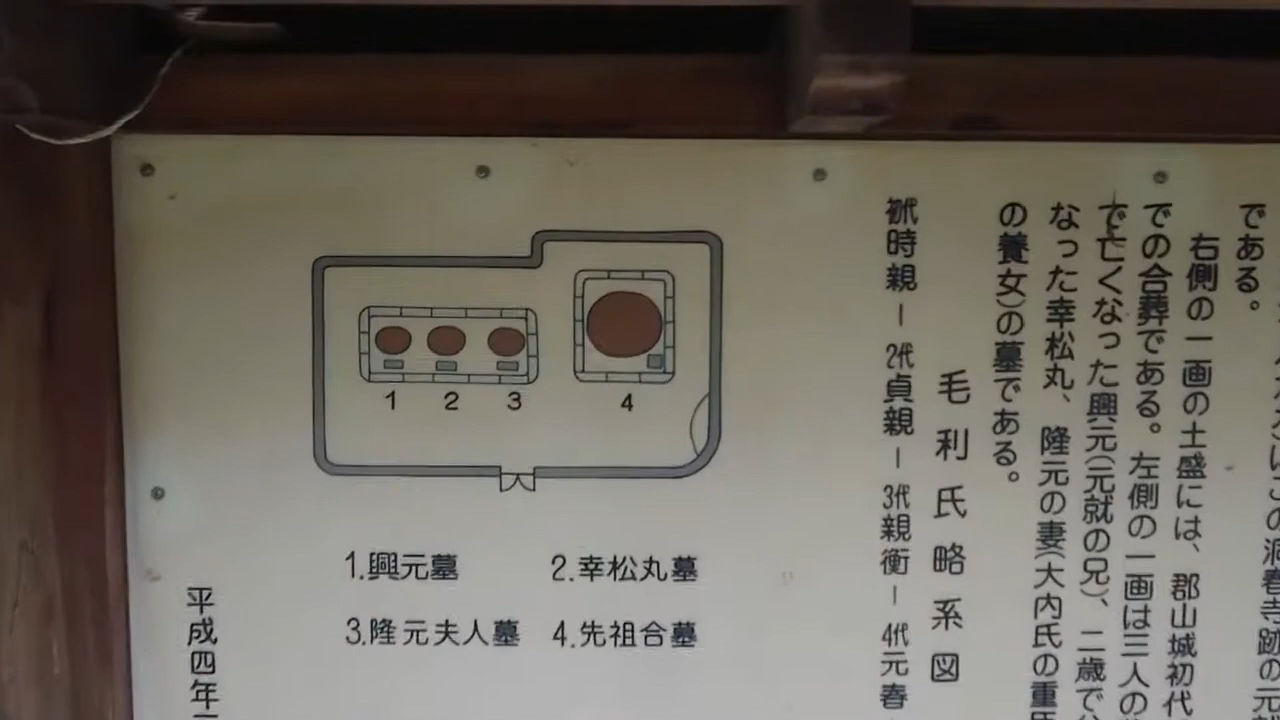 である。
右側の一画の土盛には、郡山城初代
での合葬である。左側の一画は三人の
で亡くなった興元(元就の兄)、二歳で
なった幸松丸、隆元の妻(大内氏の重臣
の養女)の墓である。
毛利氏略系図
初代時親ー2代貞親ー3代親衡ー4代元春
1 2 3 4
1.興元墓 2.幸松丸墓
3.隆元夫人墓 4.先祖合墓
平成四年